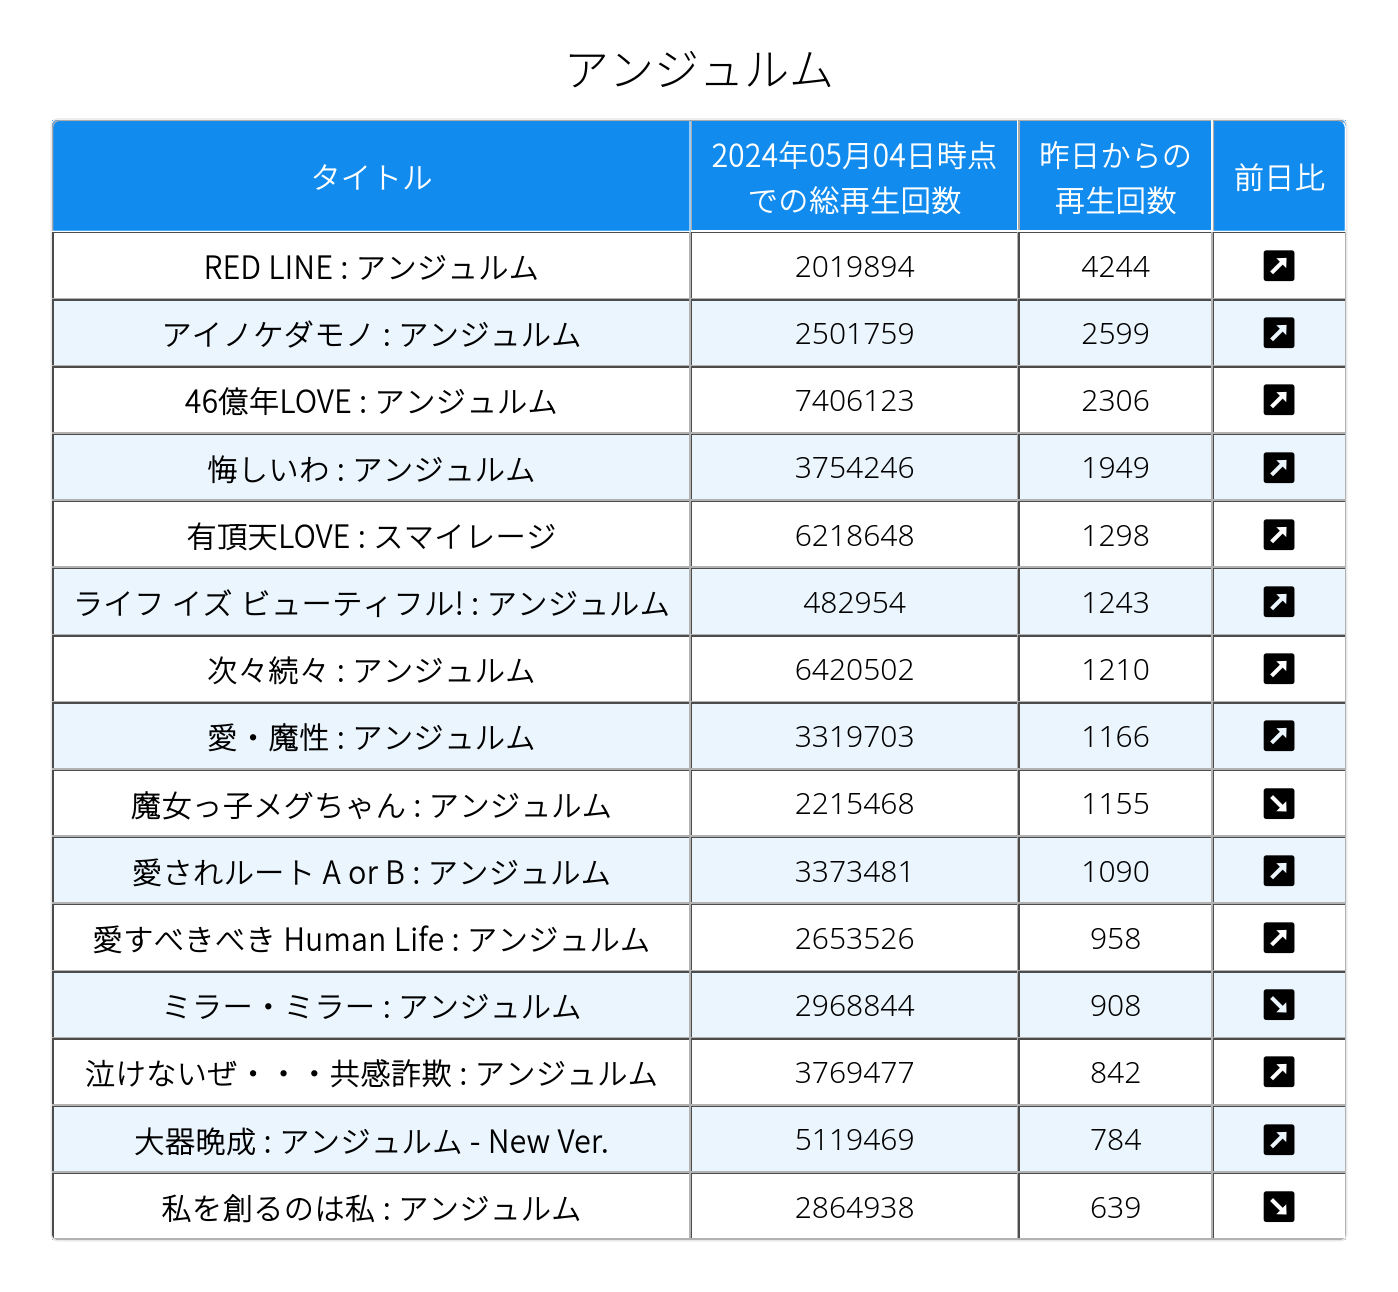 アンジュルム
タイトル 2024年05月04日時点での総再生回数 昨日からの再生回数 前日比
RED LINE : アンジュルム 2019894 4244 ↗
アイノケダモノ : アンジュルム 2501759 2599 ↗
46億年LOVE : アンジュルム 7406123 2306 ↗
悔しいわ : アンジュルム 3754246 1949 ↗
有頂天LOVE : スマイレージ 6218648 1298 ↗
ライフ イズ ビューティフル! : アンジュルム 482954 1243 ↗
次々続々 : アンジュルム 6420502 1210 ↗
愛・魔性 : アンジュルム 3319703 1166 ↗
魔女っ子メグちゃん : アンジュルム 2215468 1155 ↘
愛されルート A or B : アンジュルム 3373481 1090 ↗
愛すべきべき Human Life : アンジュルム 2653526 958 ↗
ミラー・ミラー : アンジュルム 2968844 908 ↘
泣けないぜ・・・共感詐欺 : アンジュルム 3769477 842 ↗
大器晩成 : アンジュルム - New Ver. 5119469 784 ↗
私を創るのは私 : アンジュルム 2864938 639 ↘